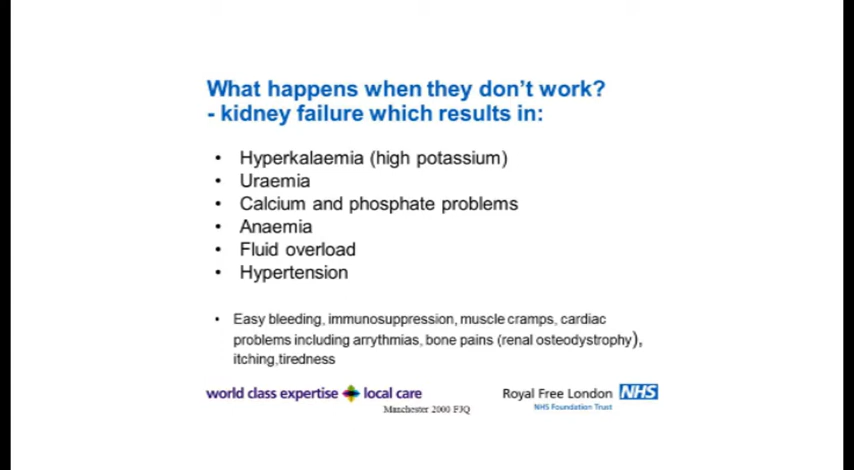 What happens when they don't work?
- kidney failure which results in:
• Hyperkalaemia (high potassium)
• Uraemia
• Calcium and phosphate problems
• Anaemia
• Fluid overload
• Hypertension
• Easy bleeding, immunosuppression, muscle cramps, cardiac
problems including arrythmias, bone pains (renal osteodystrophy),
itching,tiredness
world class expertise local care
Royal Free London NHS
NHS Foundation Trust
Manchester 2000 FJQ